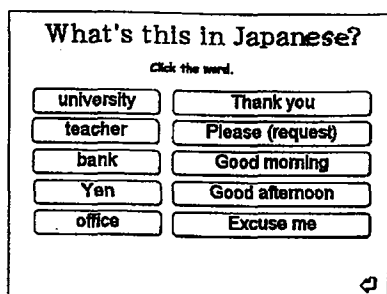 What's this in Japanese?
Click the word.
university Thank you
teacher Please (request)
bank Good morning
Yen Good afternoon
office Excuse me